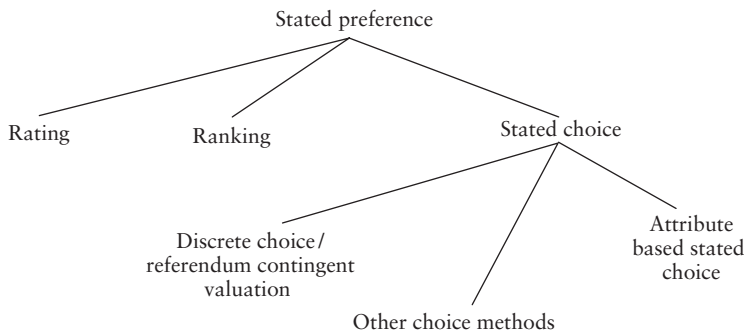 Stated preference
Rating
Ranking
Stated choice
Discrete choice/
referendum contingent
valuation
Other choice methods
Attribute
based stated
choice